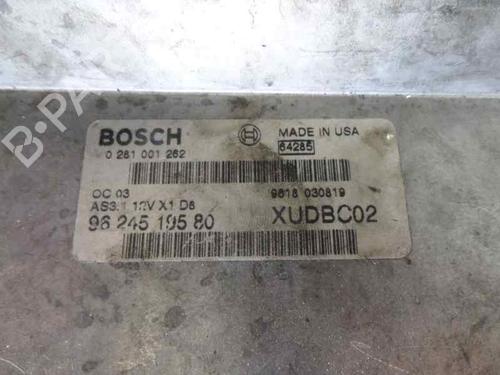 BOSCH
MADE IN USA
0 281 001 262
64285
OC 03
9618 030819
AS3.1 12V X1 D6
96 245 195 80
XUDBC02
B-PARTS